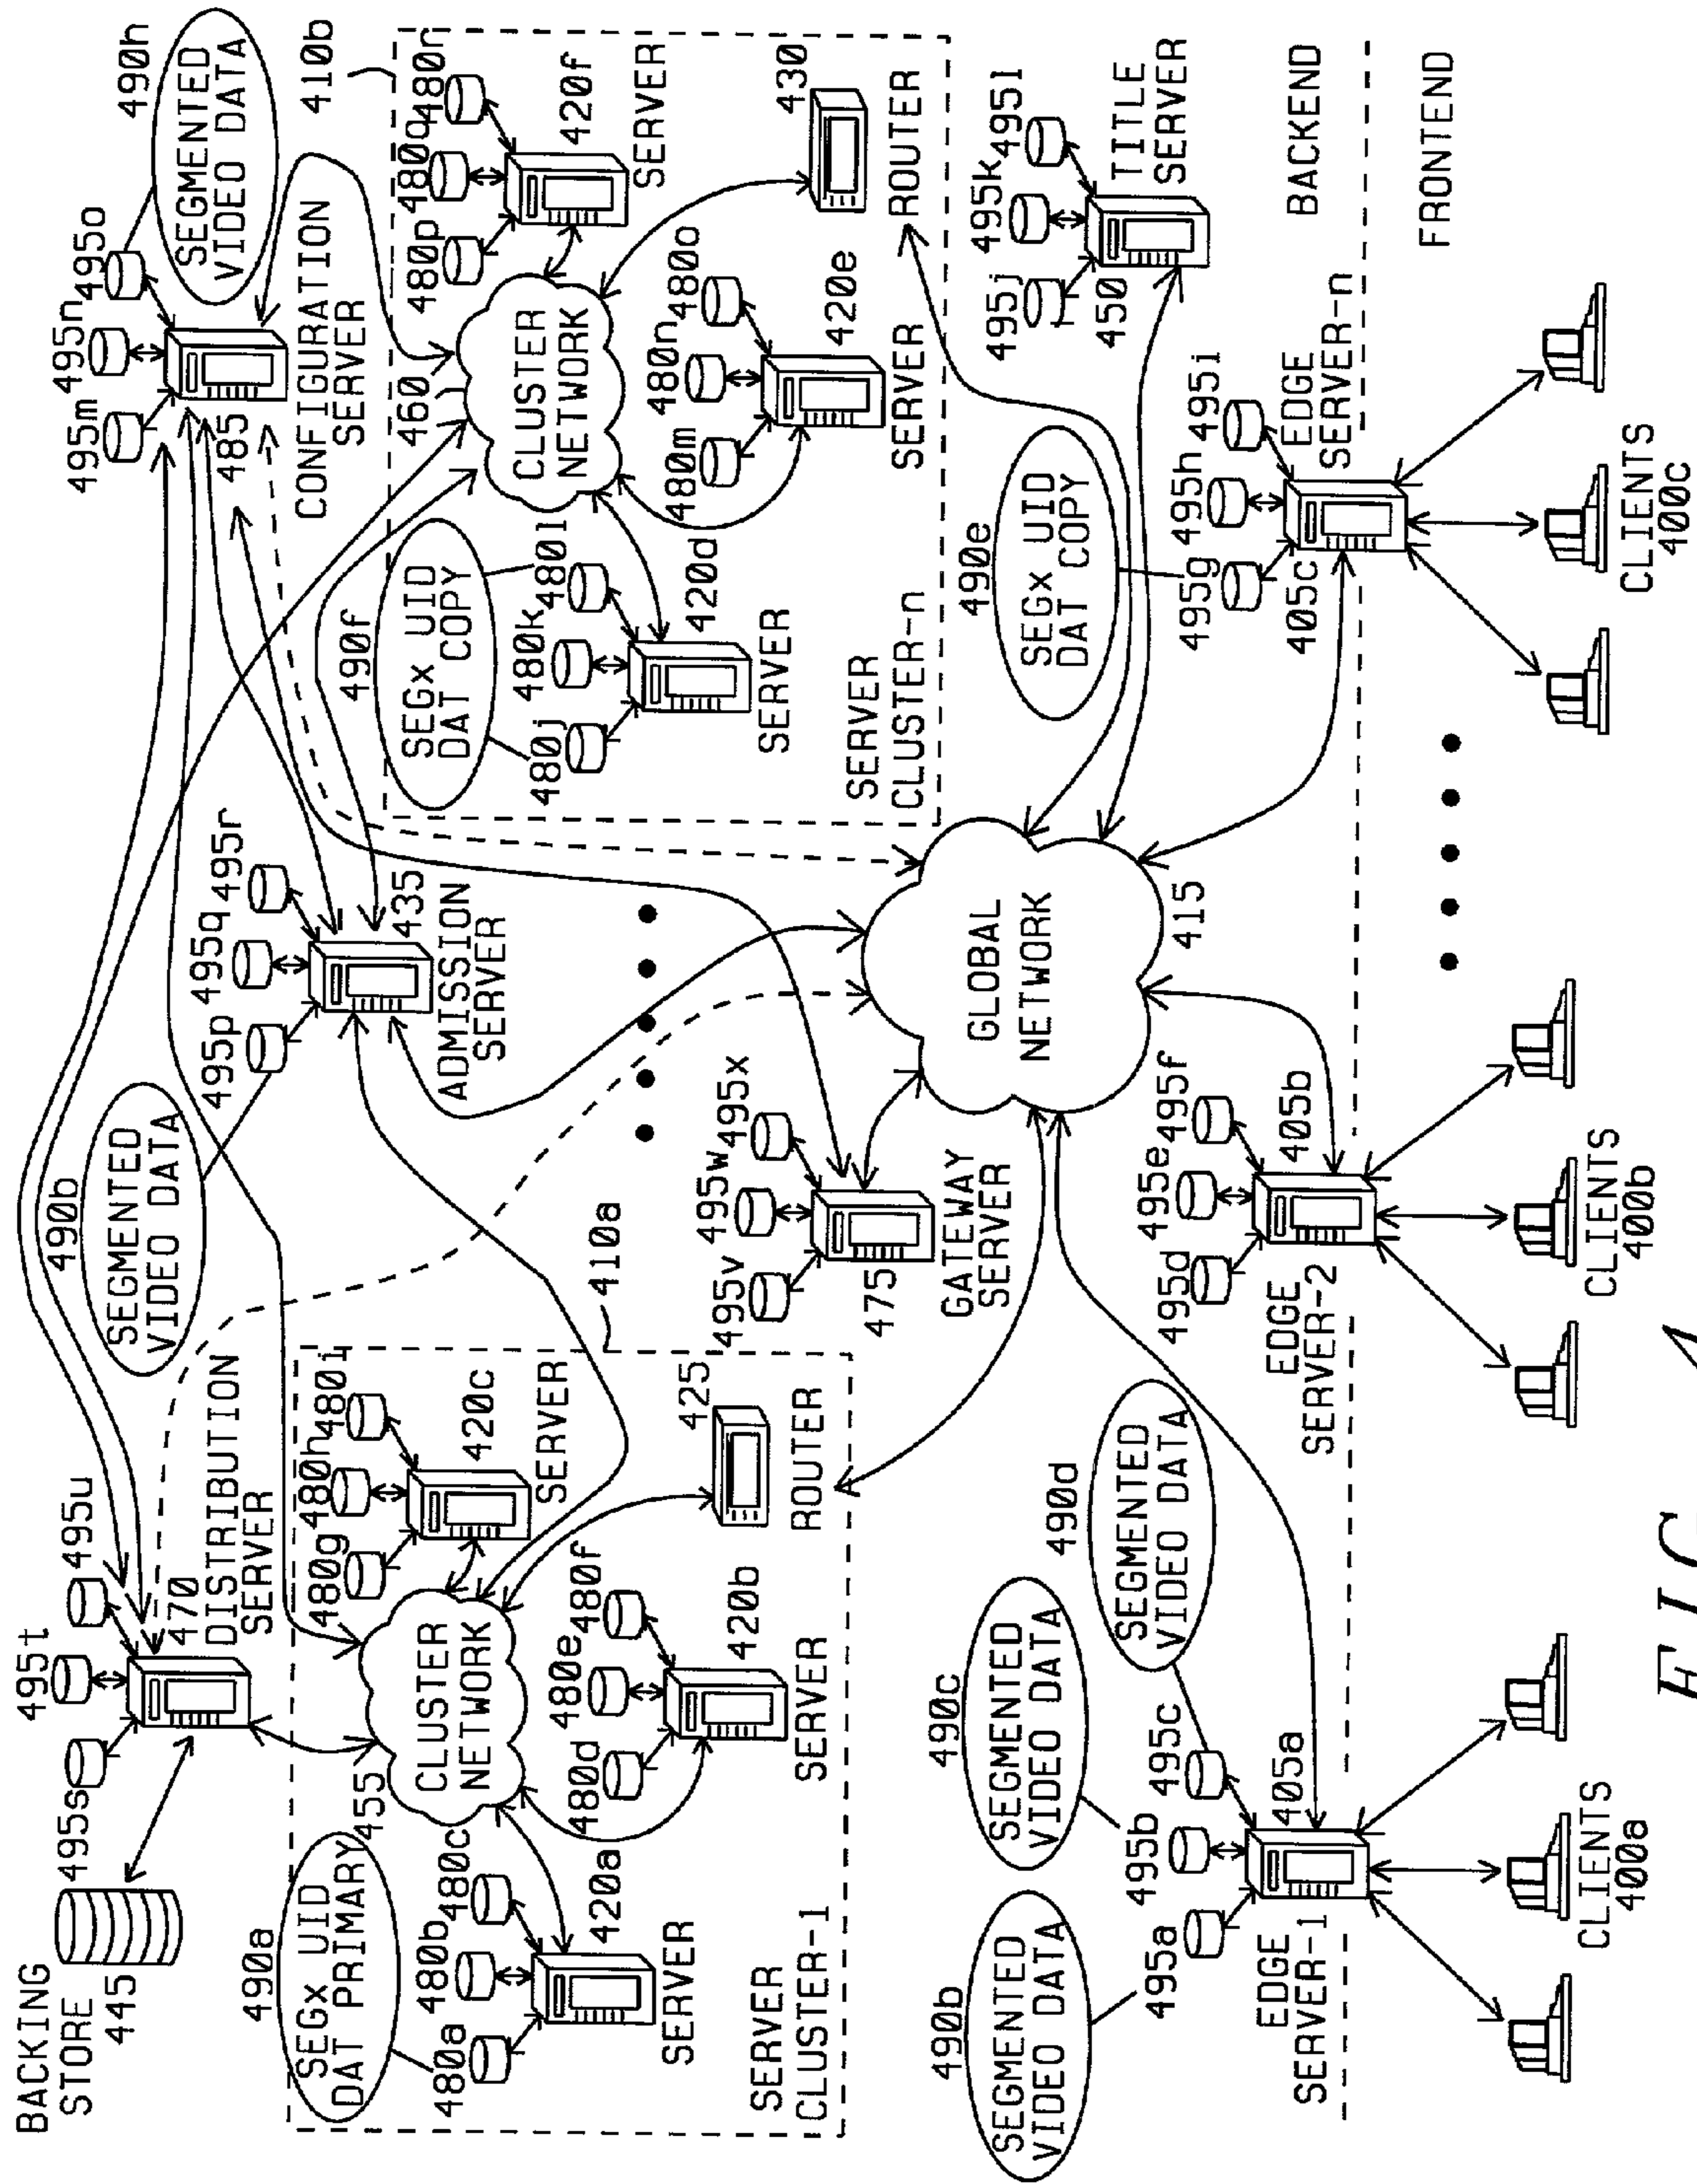 BACKING
STORE
445
495s
495t
495u
470
DISTRIBUTION
SERVER
490b
SEGMENTED
VIDEO DATA
495p
495q
495r
435
ADMISSION
SERVER
495m
495n
495o
485
CONFIGURATION
SERVER
490h
SEGMENTED
VIDEO DATA
410b
490a
SEGx UID
DAT PRIMARY
480a
480b
480c
420a
SERVER
455
CLUSTER
NETWORK
480g
480h
480i
420c
SERVER
480d
480e
480f
420b
SERVER
425
ROUTER
SERVER
CLUSTER-1
410a
495v
495w
495x
475
GATEWAY
SERVER
GLOBAL
NETWORK
415
490f
SEGx UID
DAT COPY
480j
480k
480l
420d
SERVER
460
CLUSTER
NETWORK
480p
480q
480r
420f
SERVER
480m
480n
480o
420e
SERVER
430
ROUTER
SERVER
CLUSTER-n
490e
SEGx UID
DAT COPY
495j
495k
495l
450
TITLE
SERVER
490b
SEGMENTED
VIDEO DATA
490c
SEGMENTED
VIDEO DATA
490d
SEGMENTED
VIDEO DATA
495a
495b
495c
405a
EDGE
SERVER-1
495d
495e
495f
405b
EDGE
SERVER-2
495g
495h
495i
405c
EDGE
SERVER-n
BACKEND
FRONTEND
CLIENTS
400a
CLIENTS
400b
CLIENTS
400c
FIG. 4